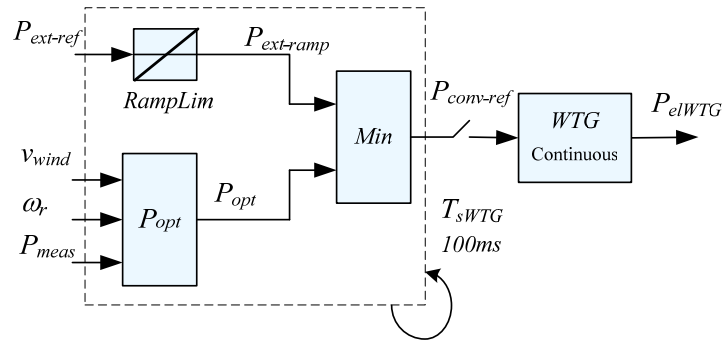 P_ext-ref
P_ext-ramp
RampLim
Min
P_conv-ref
WTG
Continuous
P_elWTG
v_wind
ω_r
P_meas
P_opt
P_opt
T_sWTG
100ms